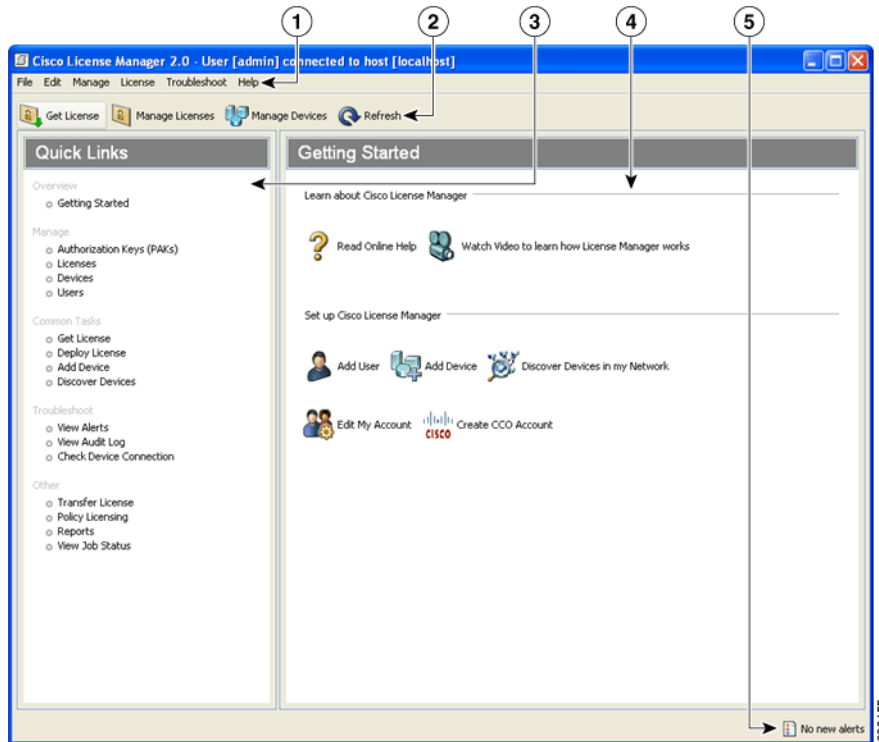 1 2 3 4 5
Cisco License Manager 2.0 - User [admin] connected to host [localhost]
File Edit Manage License Troubleshoot Help
Get License Manage Licenses Manage Devices Refresh
Quick Links
Overview
Getting Started
Manage
Authorization Keys (PAKs)
Licenses
Devices
Users
Common Tasks
Get License
Deploy License
Add Device
Discover Devices
Troubleshoot
View Alerts
View Audit Log
Check Device Connection
Other
Transfer License
Policy Licensing
Reports
View Job Status
Getting Started
Learn about Cisco License Manager
Read Online Help Watch Video to learn how License Manager works
Set up Cisco License Manager
Add User Add Device Discover Devices in my Network
Edit My Account CISCO Create CCO Account
No new alerts